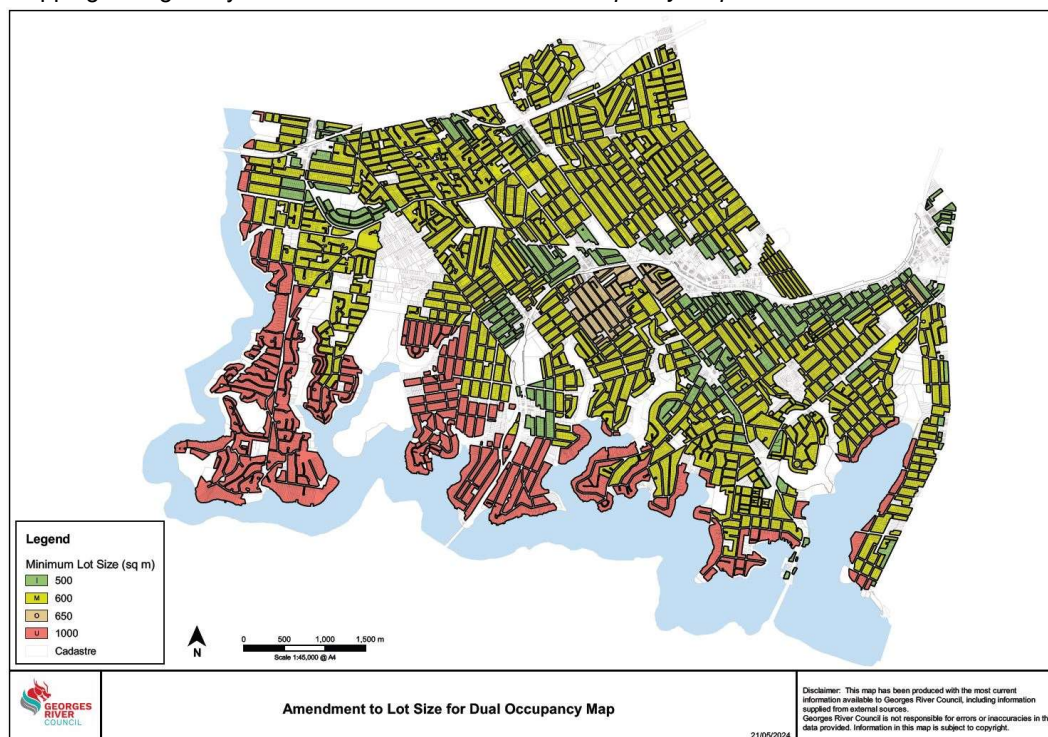 Legend
Minimum Lot Size (sq m)
I 500
M 600
O 650
U 1000
Cadastre
N
0 500 1,000 1,500 m
Scale 1:45,000 @ A4
GEORGES
RIVER
COUNCIL
Amendment to Lot Size for Dual Occupancy Map
21/05/2024
Disclaimer: This map has been produced with the most current
information available to Georges River Council, including information
supplied from external sources.
Georges River Council is not responsible for errors or inaccuracies in th
data provided. Information in this map is subject to copyright.